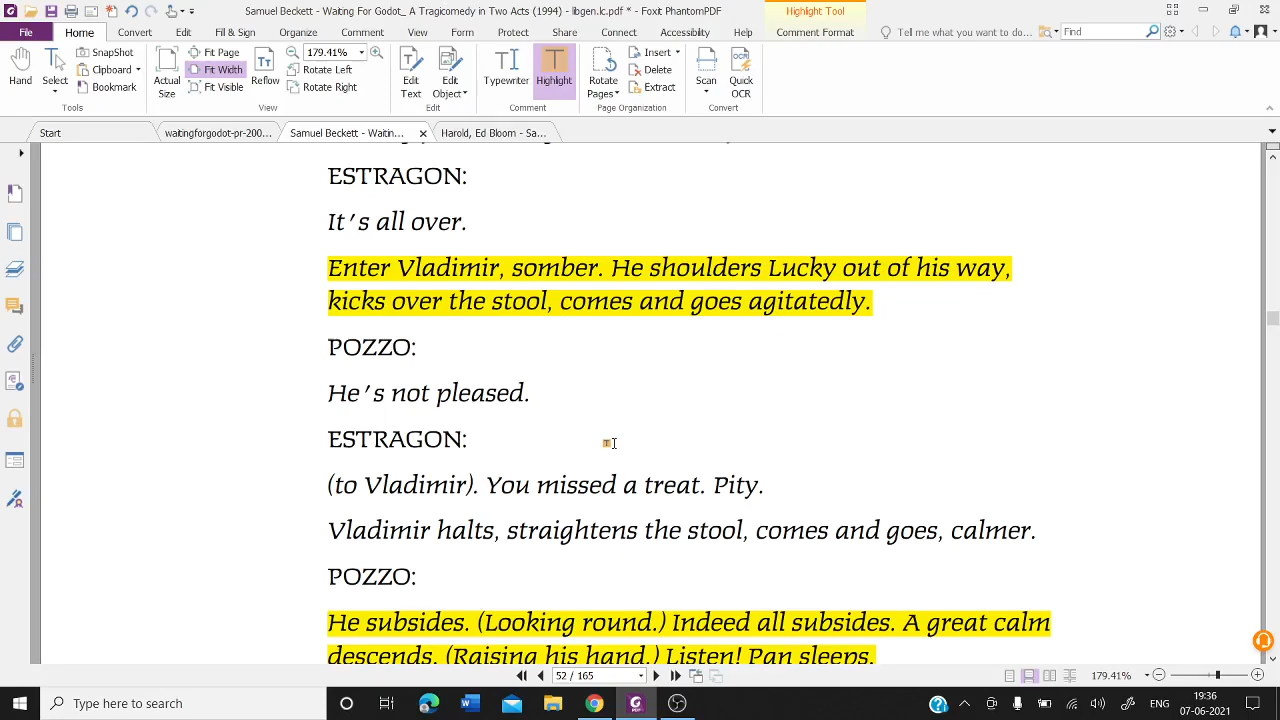 Samuel Beckett - Waiting For Godot_ A Tragicomedy in Two Acts (1994) - libgen.lc.pdf * - Foxit PhantomPDF
Highlight Tool
File Home Convert Edit Fill & Sign Organize Comment View Form Protect Share Connect Accessibility Help Comment Format Tell me what you want to do... Find
Hand
Select
SnapShot
Clipboard
Bookmark
Tools
Actual Size
Fit Page
Fit Width
Fit Visible
Reflow
179.41%
Rotate Left
Rotate Right
View
Edit Text
Edit Object
Edit
Typewriter
Highlight
Comment
Rotate Pages
Insert
Delete
Extract
Page Organization
Scan
Quick OCR
Convert
Start waitingforgodot-pr-200... Samuel Beckett - Waitin... Harold, Ed Bloom - Sa...
ESTRAGON:
It's all over.
Enter Vladimir, somber. He shoulders Lucky out of his way,
kicks over the stool, comes and goes agitatedly.
POZZO:
He's not pleased.
ESTRAGON:
(to Vladimir). You missed a treat. Pity.
Vladimir halts, straightens the stool, comes and goes, calmer.
POZZO:
He subsides. (Looking round.) Indeed all subsides. A great calm
descends. (Raising his hand.) Listen! Pan sleeps.
52 / 165
179.41%
Type here to search
ENG
19:36
07-06-2021